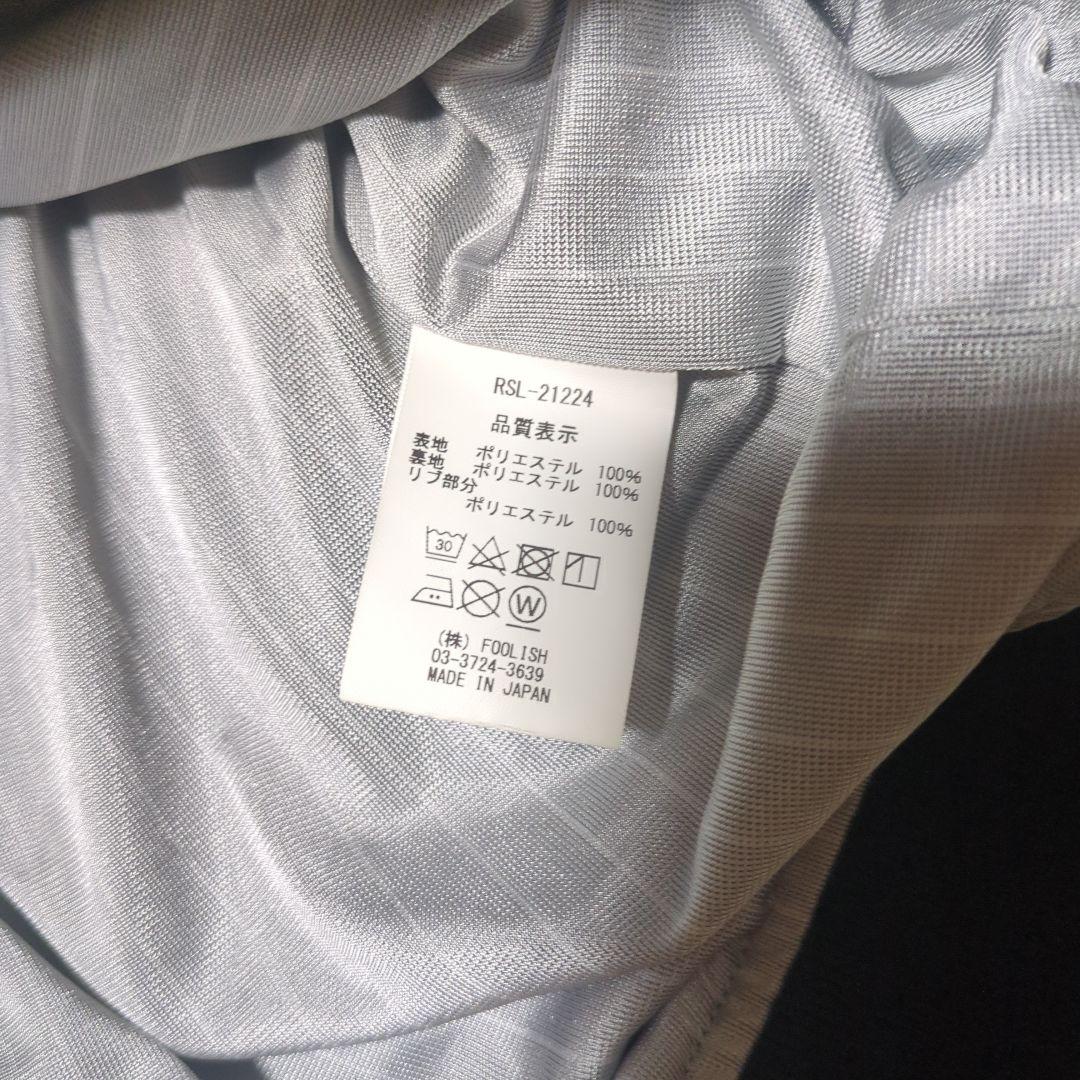 RSL-21224
品質表示
表地 ポリエステル 100%
裏地 ポリエステル 100%
リブ部分
ポリエステル 100%
30
W
(株) FOOLISH
03-3724-3639
MADE IN JAPAN